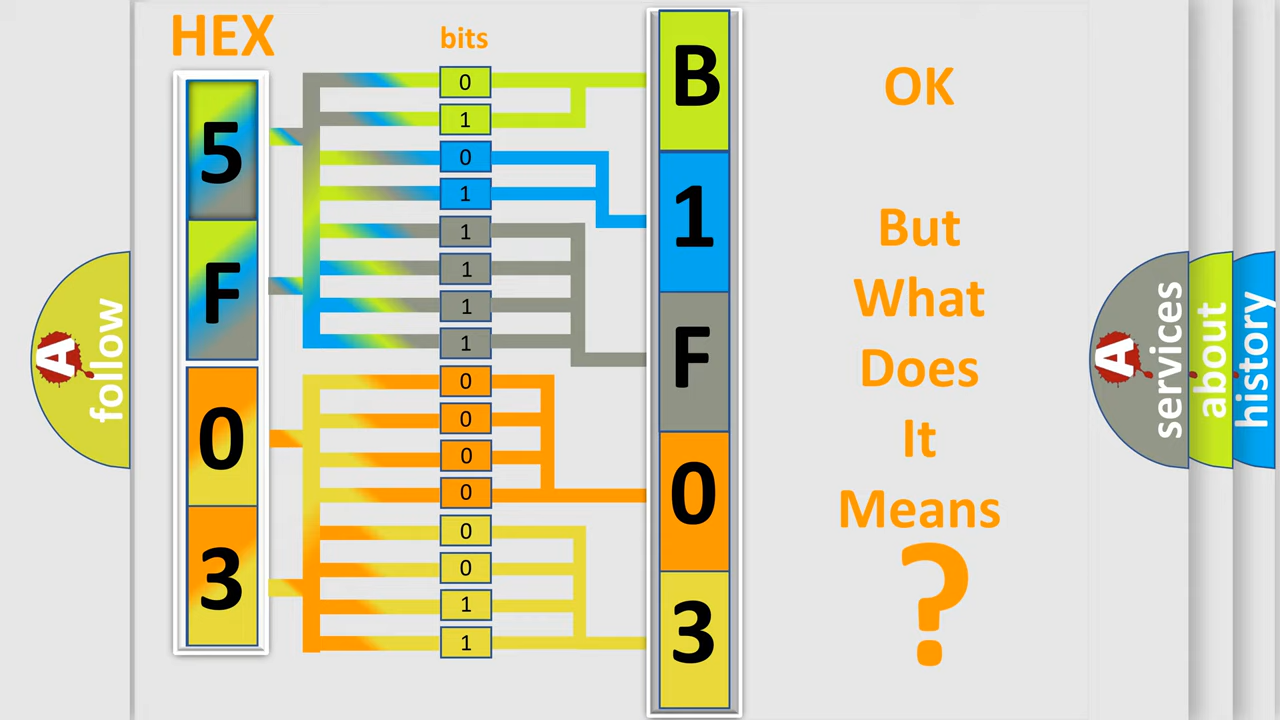 HEX
bits
5
F
0
3
0
1
0
1
1
1
1
1
0
0
0
0
0
0
1
1
B
1
F
0
3
OK
But
What
Does
It
Means
?
A
follow
A
services
about
history